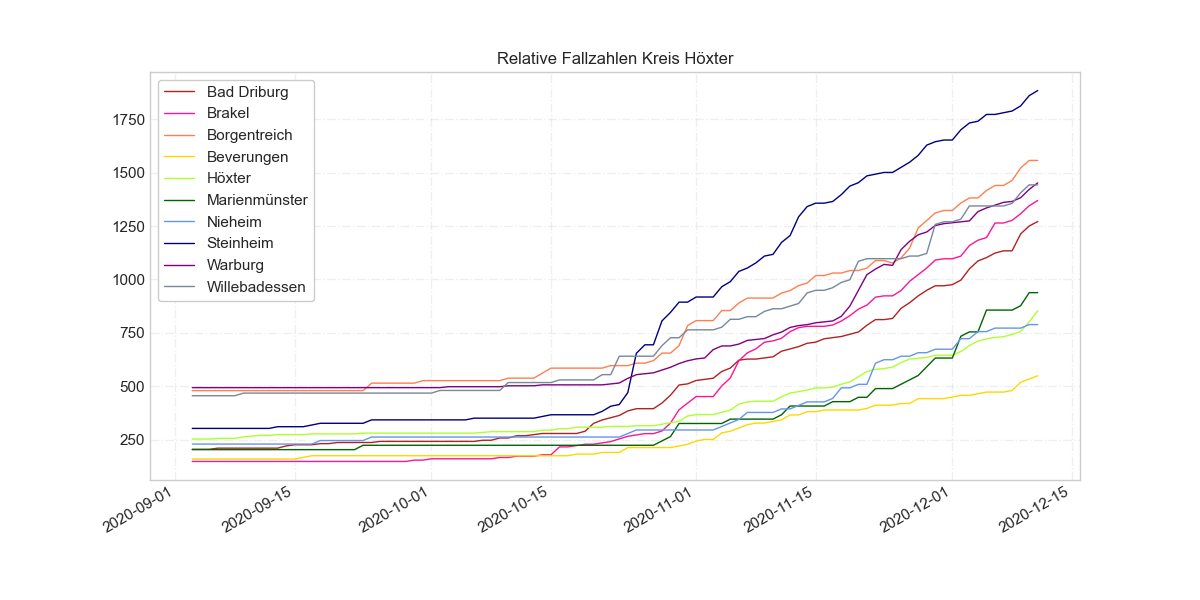 Relative Fallzahlen Kreis Höxter
Bad Driburg
Brakel
Borgentreich
Beverungen
Höxter
Marienmünster
Nieheim
Steinheim
Warburg
Willebadessen
1750
1500
1250
1000
750
500
250
2020-09-01
2020-09-15
2020-10-01
2020-10-15
2020-11-01
2020-11-15
2020-12-01
2020-12-15